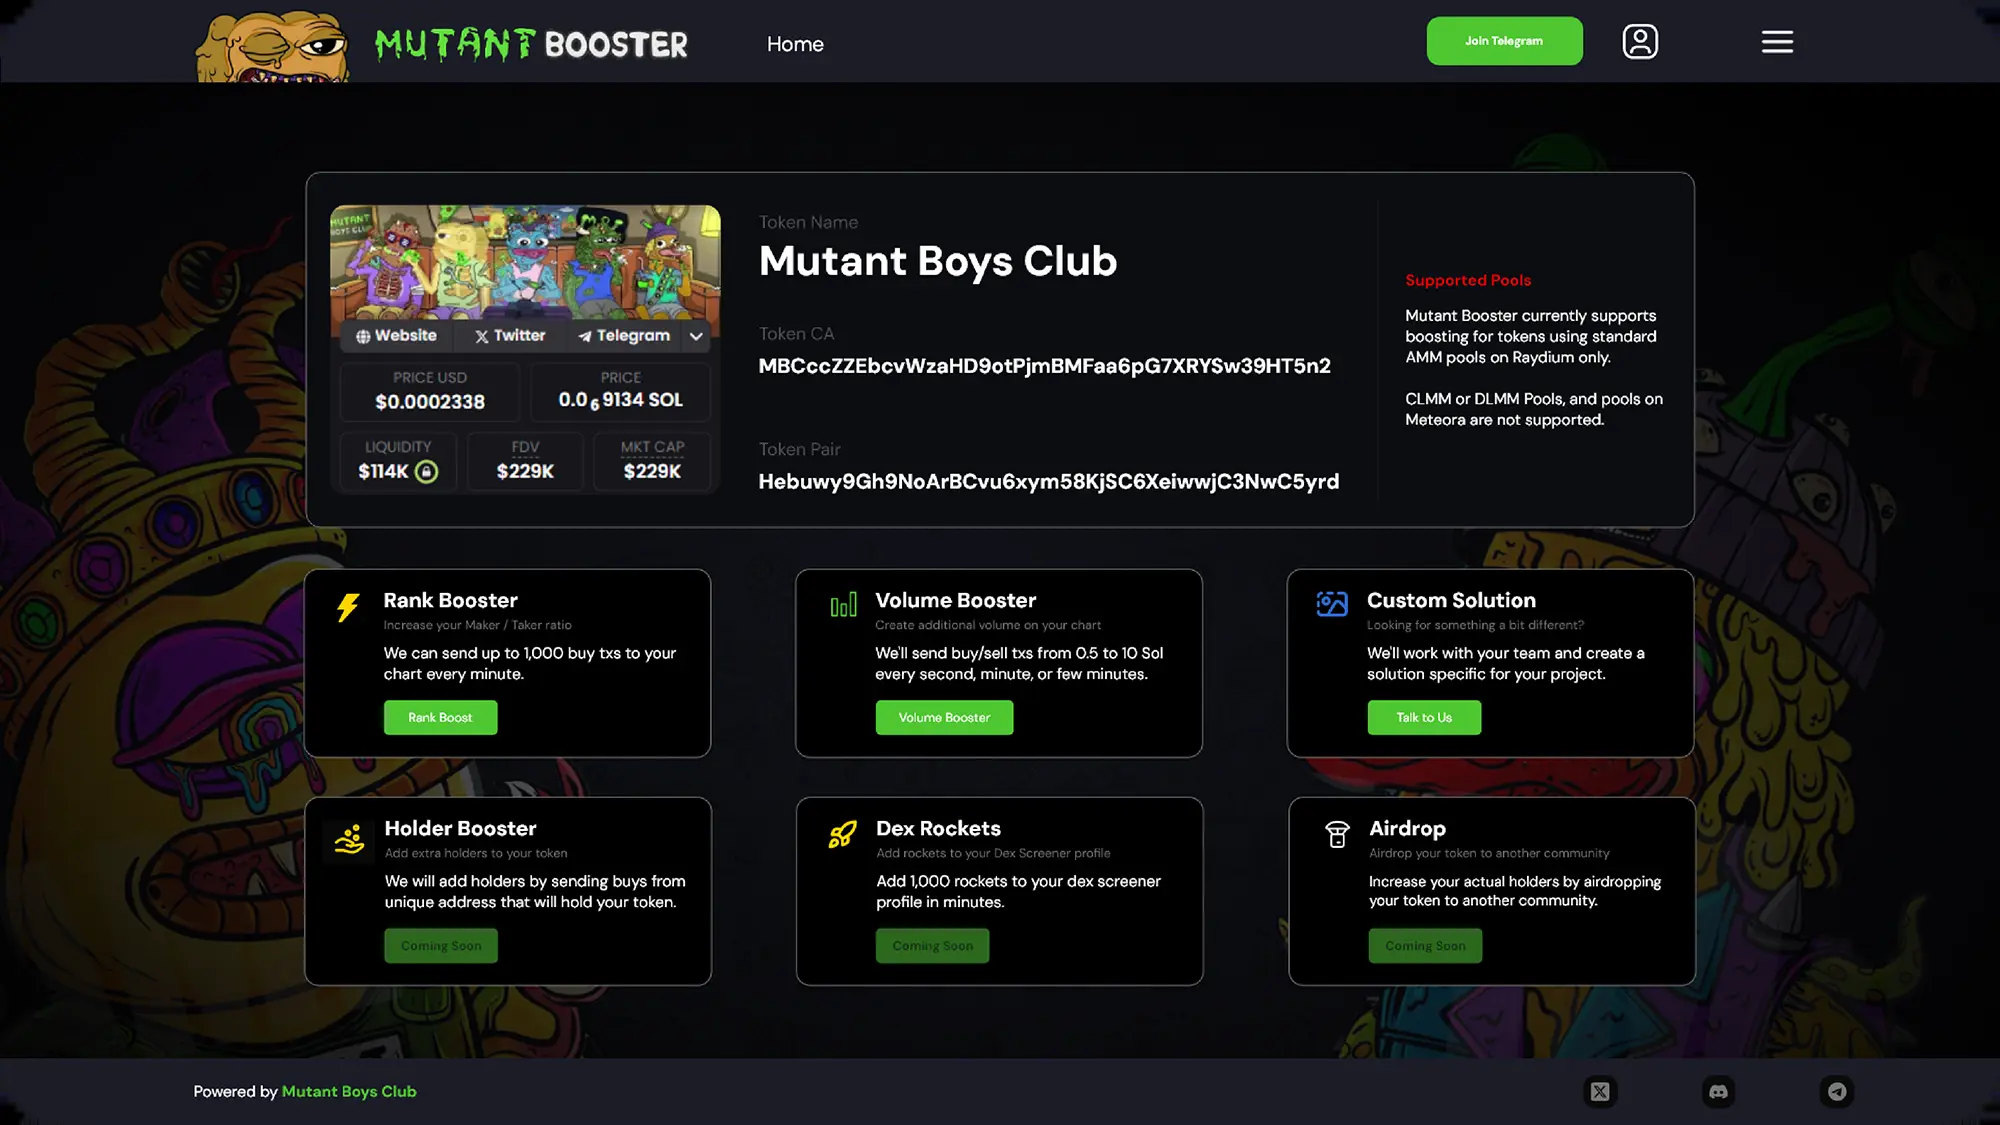 MUTANT BOOSTER
Home
Join Telegram
MUTANT
BOYS CLUB
Website
Twitter
Telegram
PRICE USD
$0.0002338
PRICE
0.0₆9134 SOL
LIQUIDITY
$114K
FDV
$229K
MKT CAP
$229K
Token Name
Mutant Boys Club
Token CA
MBCccZZEbcvWzaHD9otPjmBMFaa6pG7XRYSw39HT5n2
Token Pair
Hebuwy9Gh9NoArBCvu6xym58KjSC6XeiwwjC3NwC5yrd
Supported Pools
Mutant Booster currently supports
boosting for tokens using standard
AMM pools on Raydium only.
CLMM or DLMM Pools, and pools on
Meteora are not supported.
Rank Booster
Increase your Maker / Taker ratio
We can send up to 1,000 buy txs to your
chart every minute.
Rank Boost
Volume Booster
Create additional volume on your chart
We'll send buy/sell txs from 0.5 to 10 Sol
every second, minute, or few minutes.
Volume Booster
Custom Solution
Looking for something a bit different?
We'll work with your team and create a
solution specific for your project.
Talk to Us
Holder Booster
Add extra holders to your token
We will add holders by sending buys from
unique address that will hold your token.
Coming Soon
Dex Rockets
Add rockets to your Dex Screener profile
Add 1,000 rockets to your dex screener
profile in minutes.
Coming Soon
Airdrop
Airdrop your token to another community
Increase your actual holders by airdropping
your token to another community.
Coming Soon
Powered by Mutant Boys Club